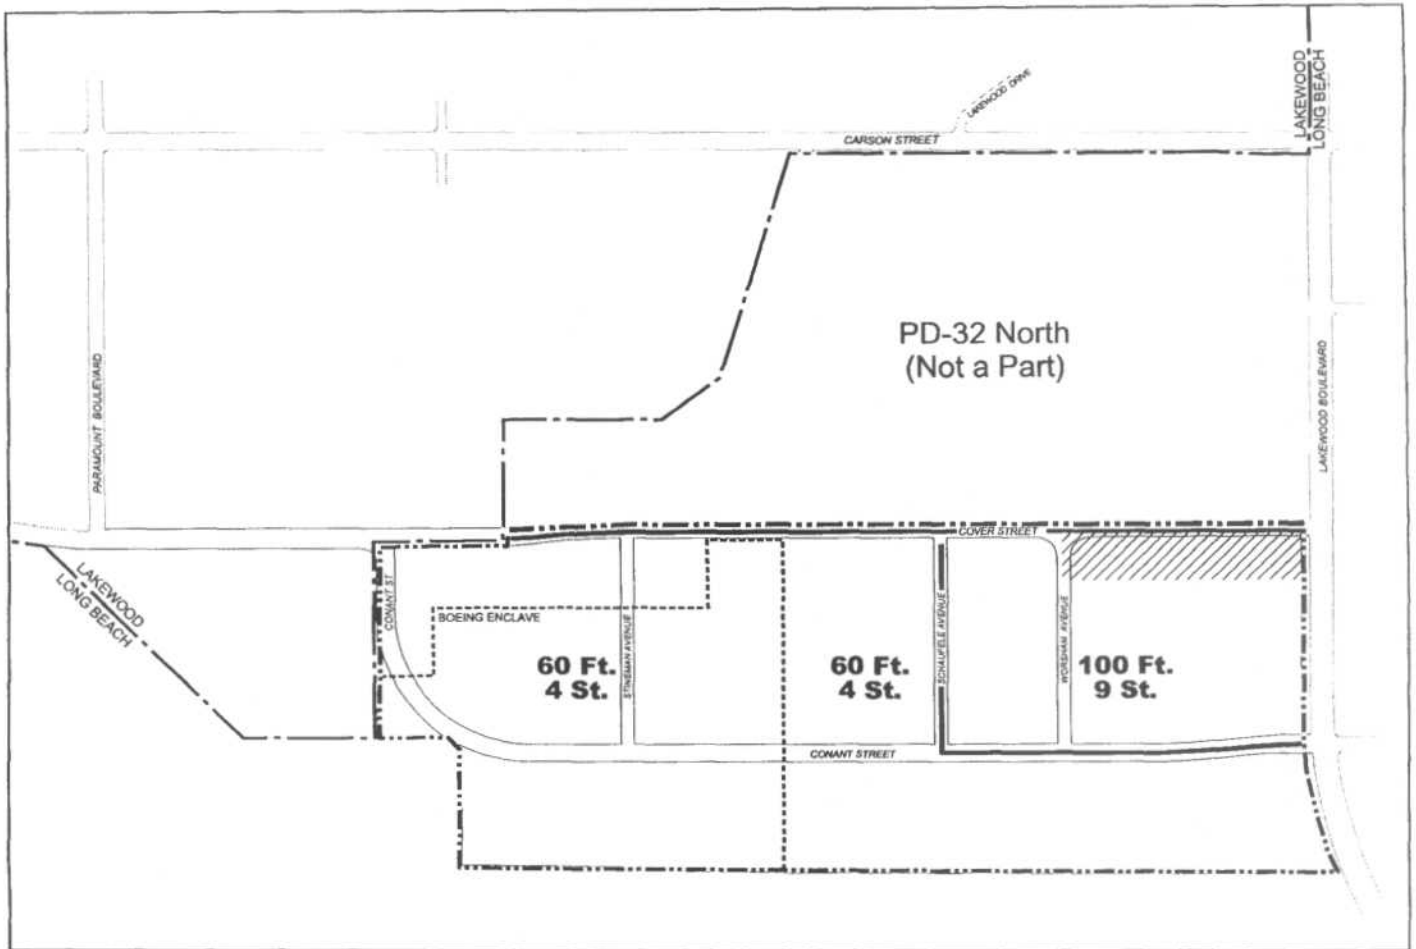 LAKEWOOD
LONG BEACH
LAKEWOOD DRIVE
CARSON STREET
PD-32 North
(Not a Part)
PARAMOUNT BOULEVARD
LAKEWOOD BOULEVARD
COVER STREET
LAKEWOOD
LONG BEACH
CONANT ST
BOEING ENCLAVE
STINEMAN AVENUE
SCHAUFELE AVENUE
WORSHAM AVENUE
60 Ft.
4 St.
60 Ft.
4 St.
100 Ft.
9 St.
CONANT STREET